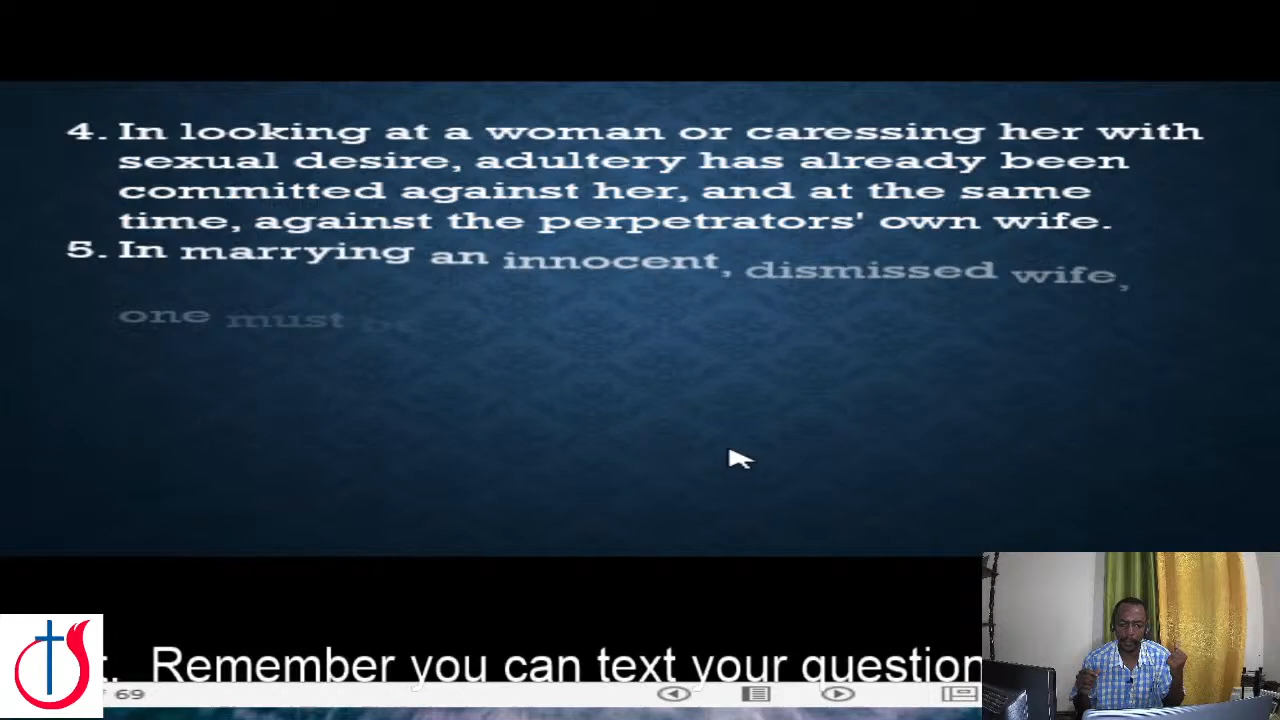 4. In looking at a woman or caressing her with
sexual desire, adultery has already been
committed against her, and at the same
time, against the perpetrators' own wife.
5. In marrying an innocent, dismissed wife,
one must be
. Remember you can text your question
69